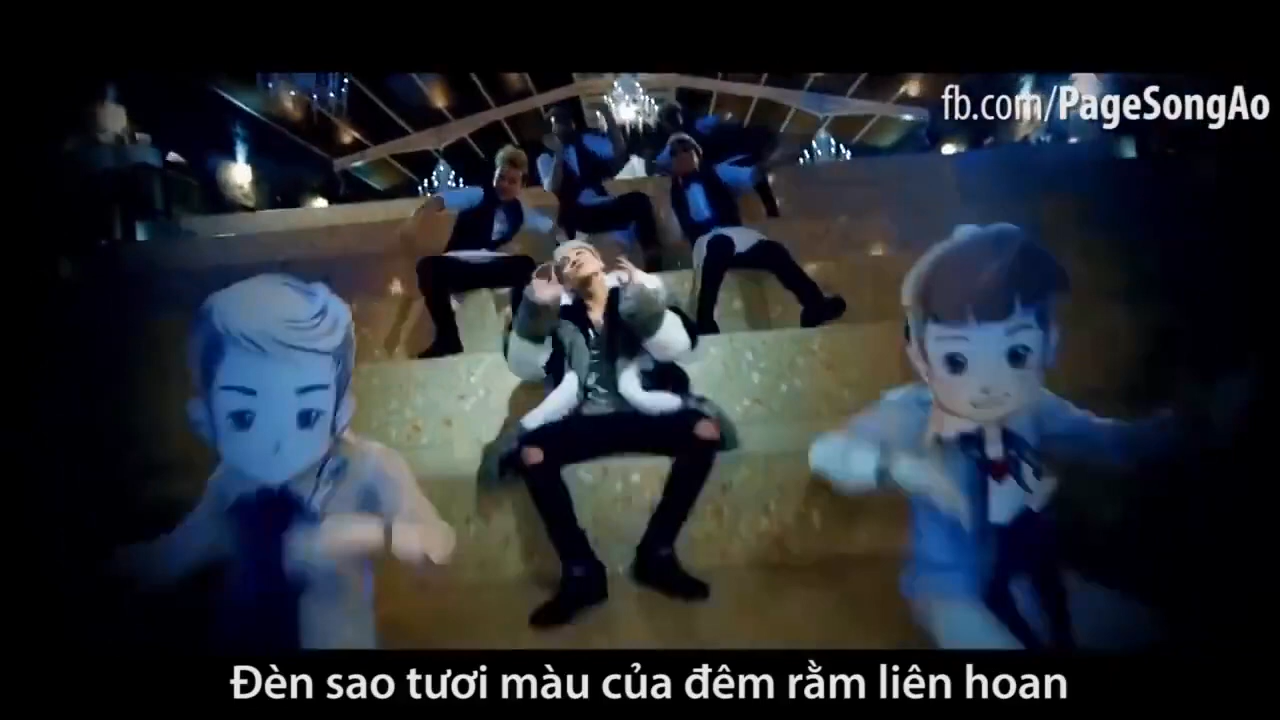 fb.com/PageSongAo
Đèn sao tươi màu của đêm rằm liên hoan